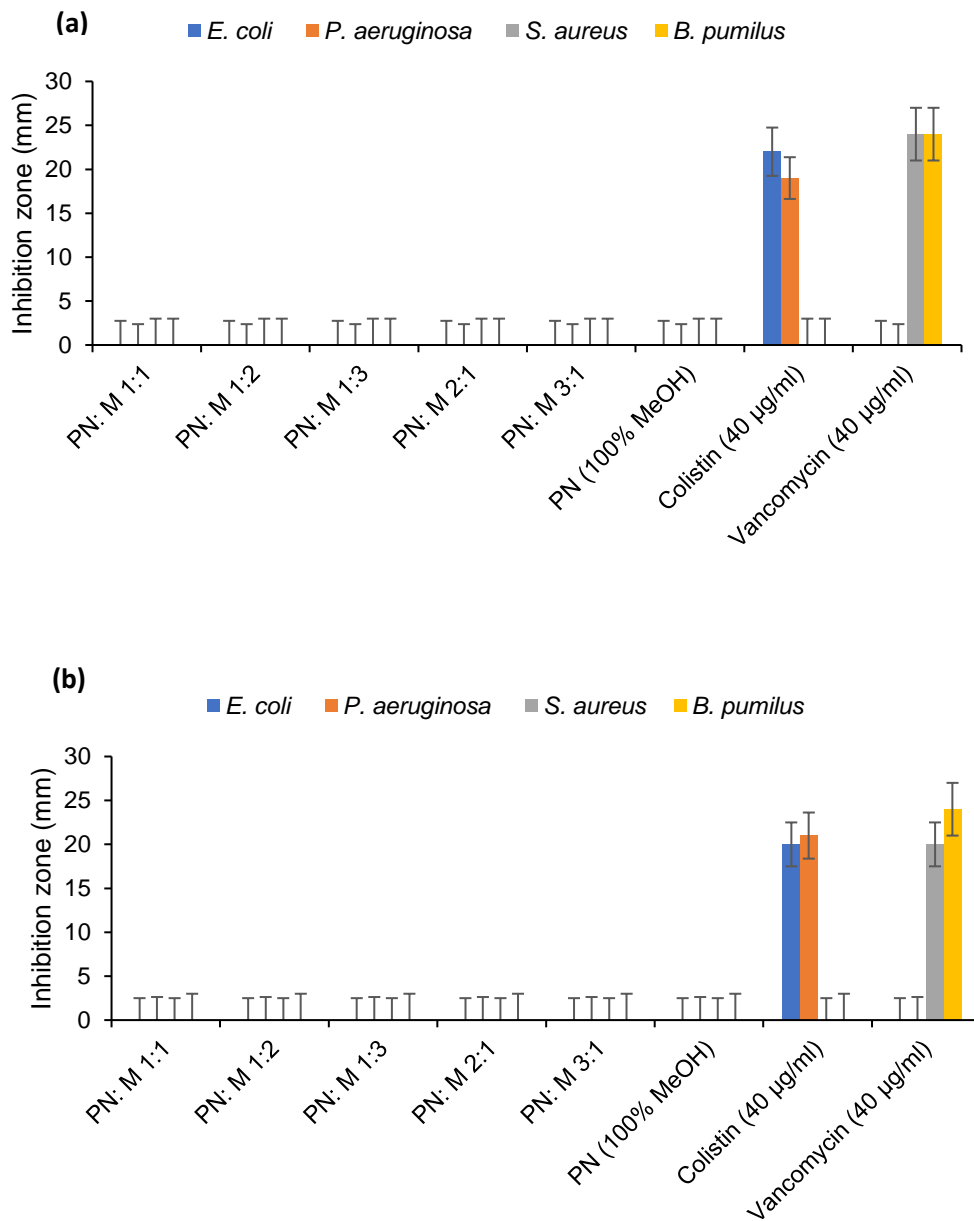 (a)
E. coli P. aeruginosa S. aureus B. pumilus
Inhibition zone (mm)
30
25
20
15
10
5
0
PN: M 1:1
PN: M 1:2
PN: M 1:3
PN: M 2:1
PN: M 3:1
PN (100% MeOH)
Colistin (40 µg/ml)
Vancomycin (40 µg/ml)
(b)
E. coli P. aeruginosa S. aureus B. pumilus
Inhibition zone (mm)
30
25
20
15
10
5
0
PN: M 1:1
PN: M 1:2
PN: M 1:3
PN: M 2:1
PN: M 3:1
PN (100% MeOH)
Colistin (40 µg/ml)
Vancomycin (40 µg/ml)